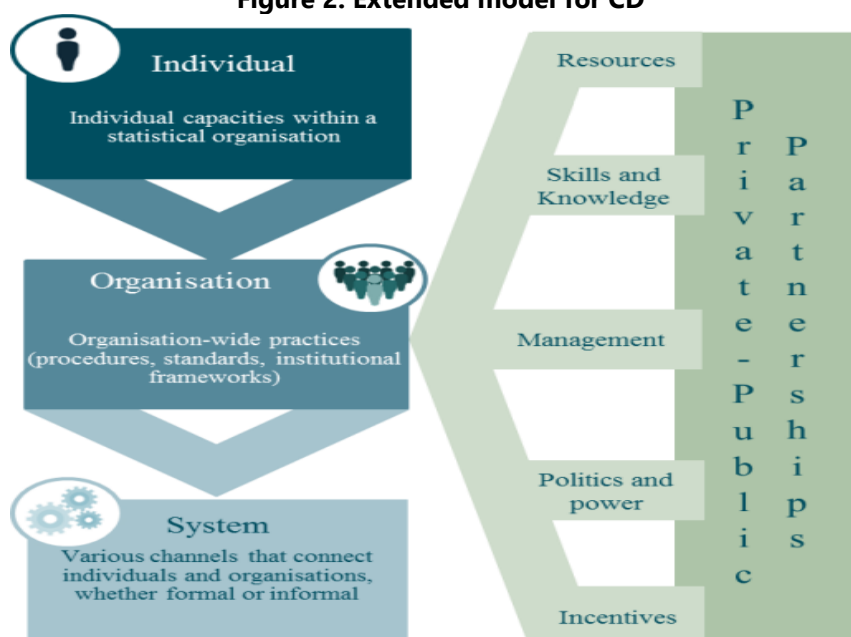 Figure 2. Extended model for CD
Individual
Individual capacities within a
statistical organisation
Organisation
Organisation-wide practices
(procedures, standards, institutional
frameworks)
System
Various channels that connect
individuals and organisations,
whether formal or informal
Resources
Skills and
Knowledge
Management
Politics and
power
Incentives
Private-Public
Partnerships